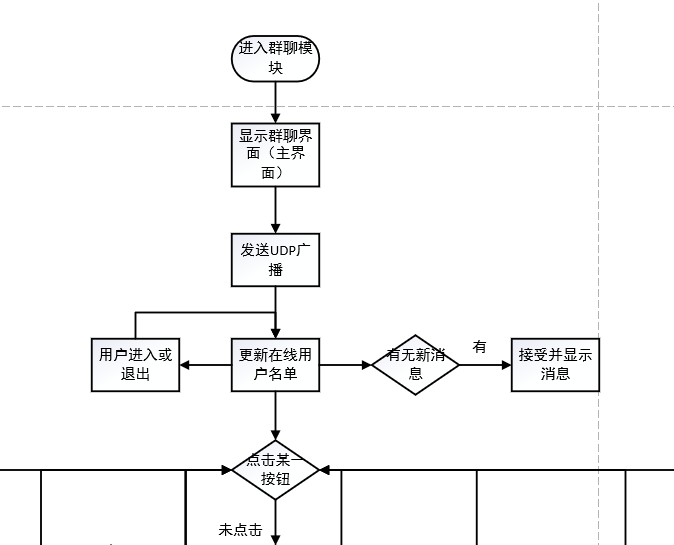 进入群聊模
块
显示群聊界
面（主界
面）
发送UDP广
播
用户进入或
退出
更新在线用
户名单
有无新消
息
有
接受并显示
消息
点击某一
按钮
未点击